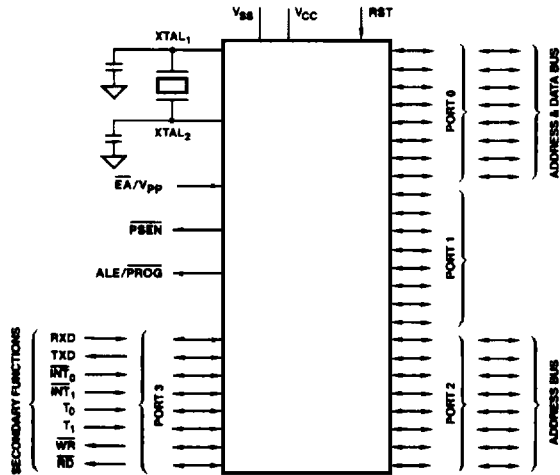 VSS VCC RST
XTAL1
XTAL2
EA/VPP
PSEN
ALE/PROG
PORT 0
ADDRESS & DATA BUS
PORT 1
PORT 2
ADDRESS BUS
PORT 3
SECONDARY FUNCTIONS
RXD
TXD
INT0
INT1
T0
T1
WR
RD